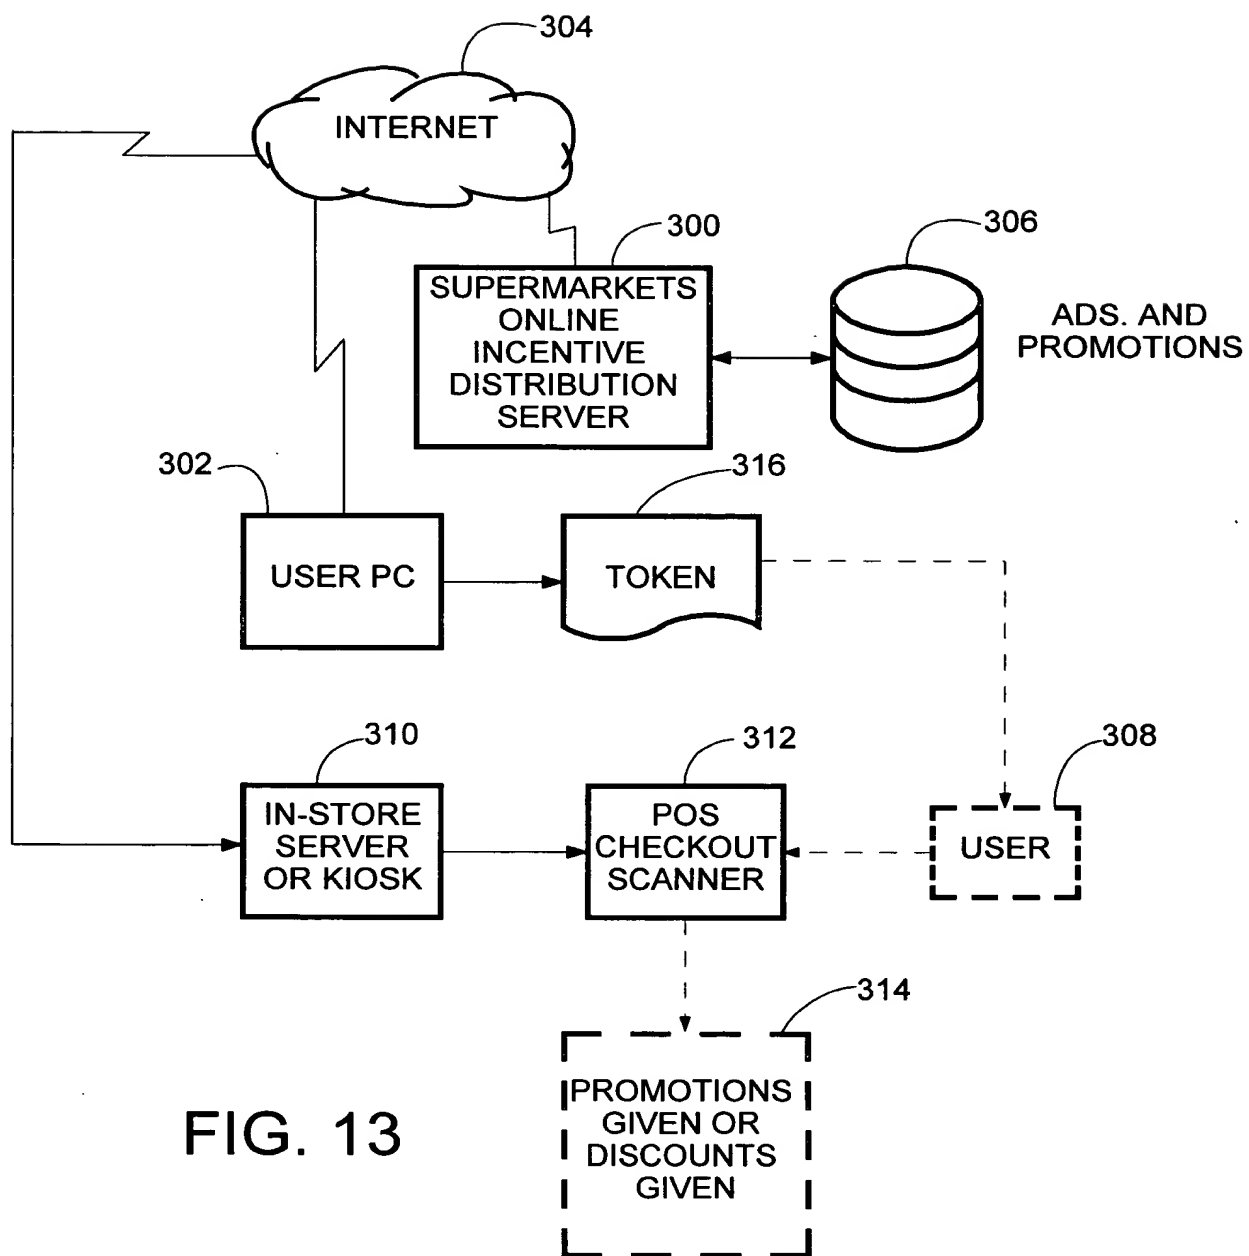 304
INTERNET
300
306
SUPERMARKETS
ONLINE
INCENTIVE
DISTRIBUTION
SERVER
ADS. AND
PROMOTIONS
302
316
USER PC
TOKEN
310
312
308
IN-STORE
SERVER
OR KIOSK
POS
CHECKOUT
SCANNER
USER
314
PROMOTIONS
GIVEN OR
DISCOUNTS
GIVEN
FIG. 13